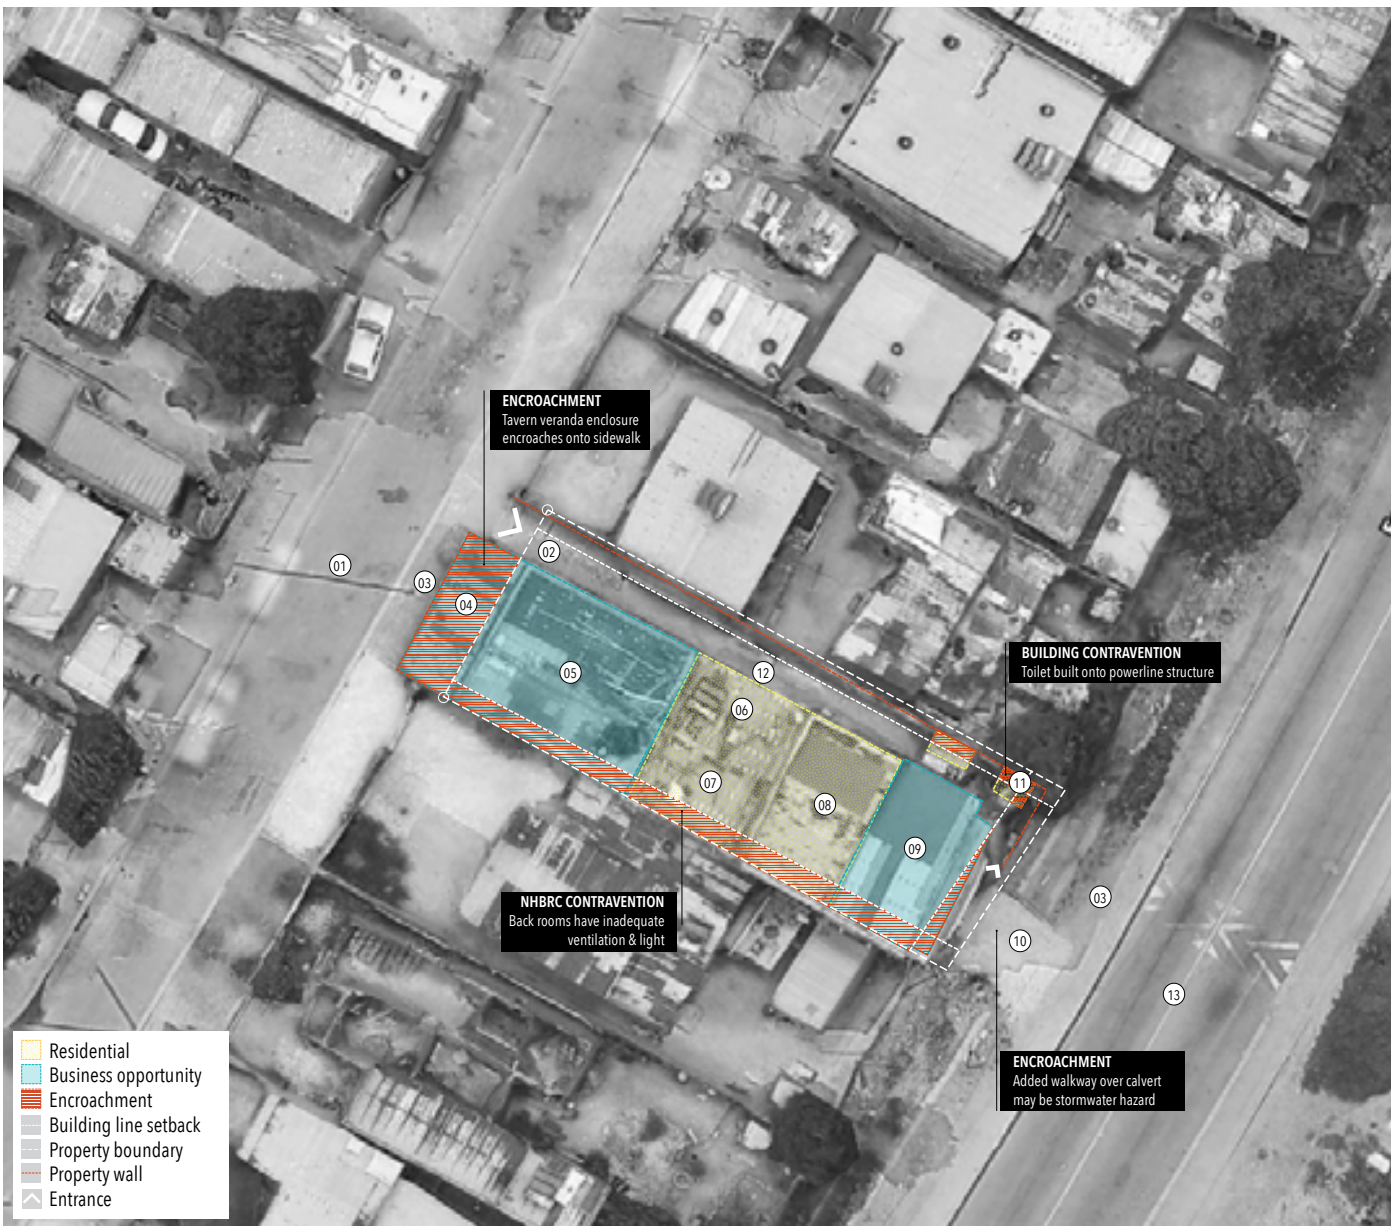 ENCROACHMENT
Tavern veranda enclosure
encroaches onto sidewalk
01
02
03
04
05
12
06
07
08
09
BUILDING CONTRAVENTION
Toilet built onto powerline structure
11
NHBRC CONTRAVENTION
Back rooms have inadequate
ventilation & light
03
10
13
ENCROACHMENT
Added walkway over calvert
may be stormwater hazard
Residential
Business opportunity
Encroachment
Building line setback
Property boundary
Property wall
Entrance